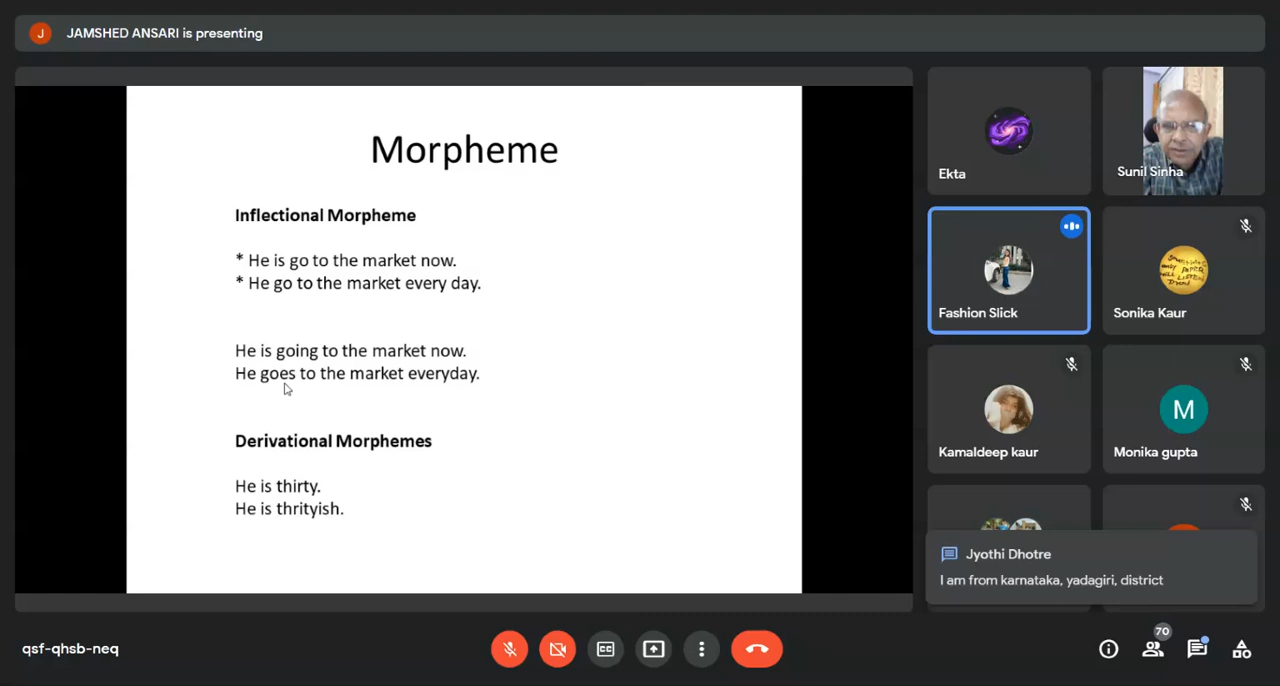 J JAMSHED ANSARI is presenting
Morpheme
Inflectional Morpheme
* He is go to the market now.
* He go to the market every day.
He is going to the market now.
He goes to the market everyday.
Derivational Morphemes
He is thirty.
He is thrityish.
Ekta
Sunil Sinha
Fashion Slick
Sonika Kaur
Kamaldeep kaur
M
Monika gupta
Jyothi Dhotre
I am from karnataka, yadagiri, district
qsf-qhsb-neq
CC
70